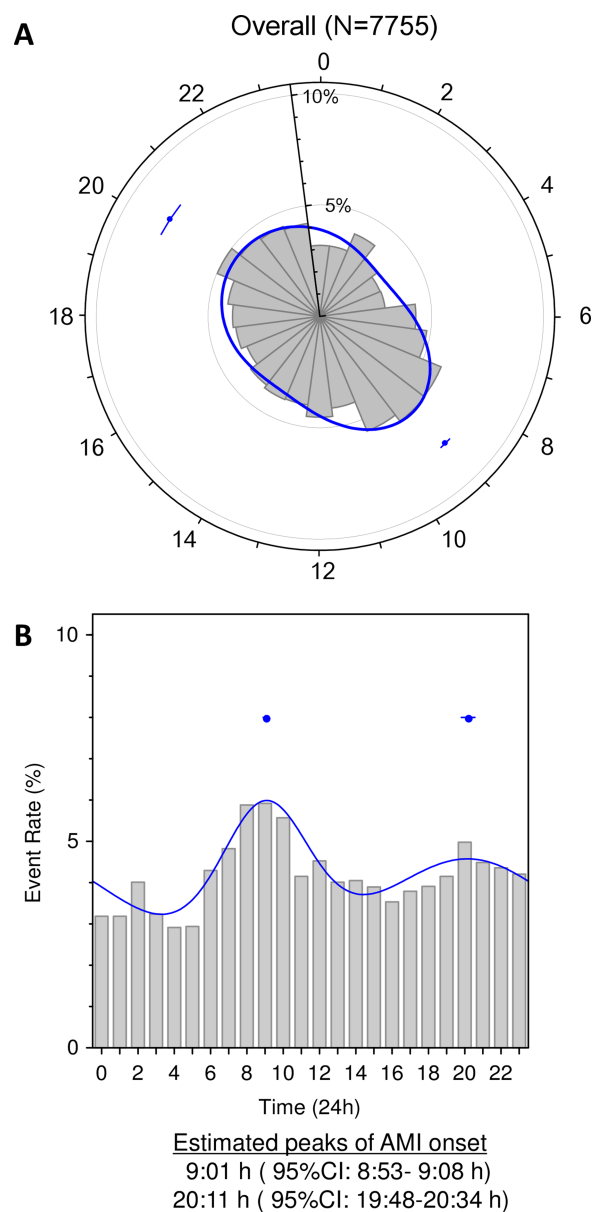 A
Overall (N=7755)
0
2
4
6
8
10
12
14
16
18
20
22
10%
5%
B
Event Rate (%)
10
5
0
0 2 4 6 8 10 12 14 16 18 20 22
Time (24h)
Estimated peaks of AMI onset
9:01 h ( 95%CI: 8:53- 9:08 h)
20:11 h ( 95%CI: 19:48-20:34 h)